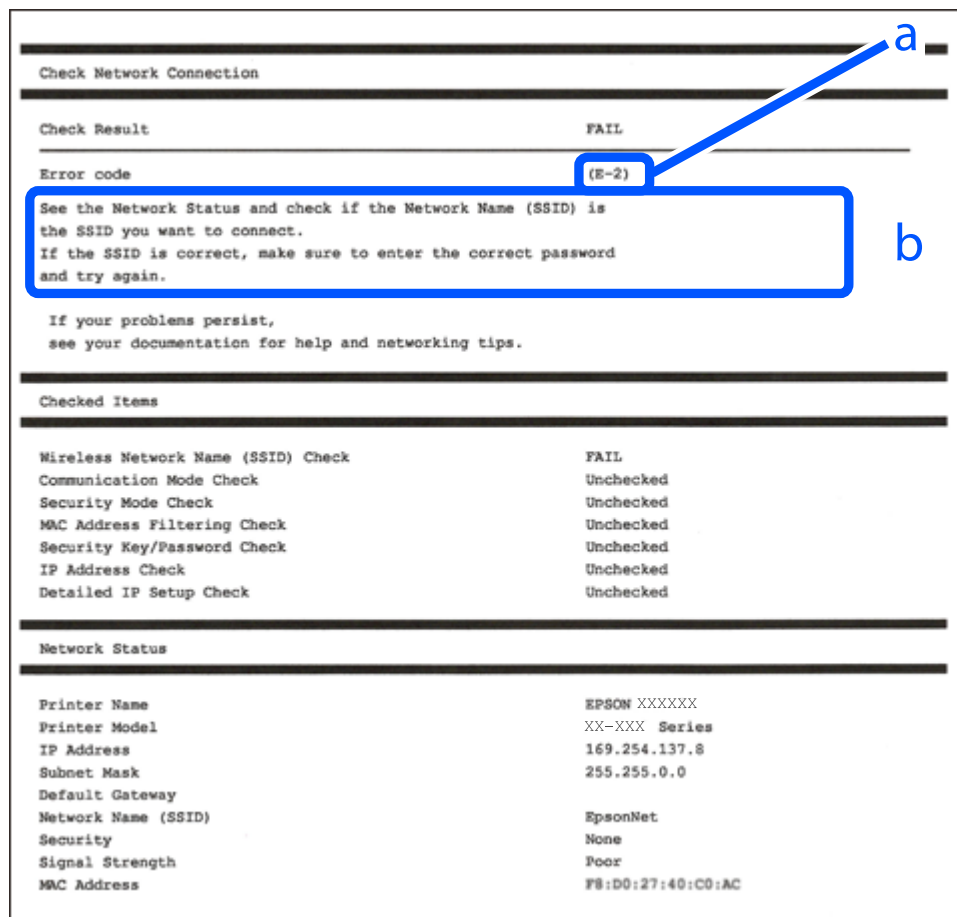 a
Check Network Connection
Check Result FAIL
Error code (E-2)
See the Network Status and check if the Network Name (SSID) is
the SSID you want to connect.
If the SSID is correct, make sure to enter the correct password
and try again.
b
If your problems persist,
see your documentation for help and networking tips.
Checked Items
Wireless Network Name (SSID) Check FAIL
Communication Mode Check Unchecked
Security Mode Check Unchecked
MAC Address Filtering Check Unchecked
Security Key/Password Check Unchecked
IP Address Check Unchecked
Detailed IP Setup Check Unchecked
Network Status
Printer Name EPSON XXXXXX
Printer Model XX-XXX Series
IP Address 169.254.137.8
Subnet Mask 255.255.0.0
Default Gateway
Network Name (SSID) EpsonNet
Security None
Signal Strength Poor
MAC Address F8:D0:27:40:C0:AC